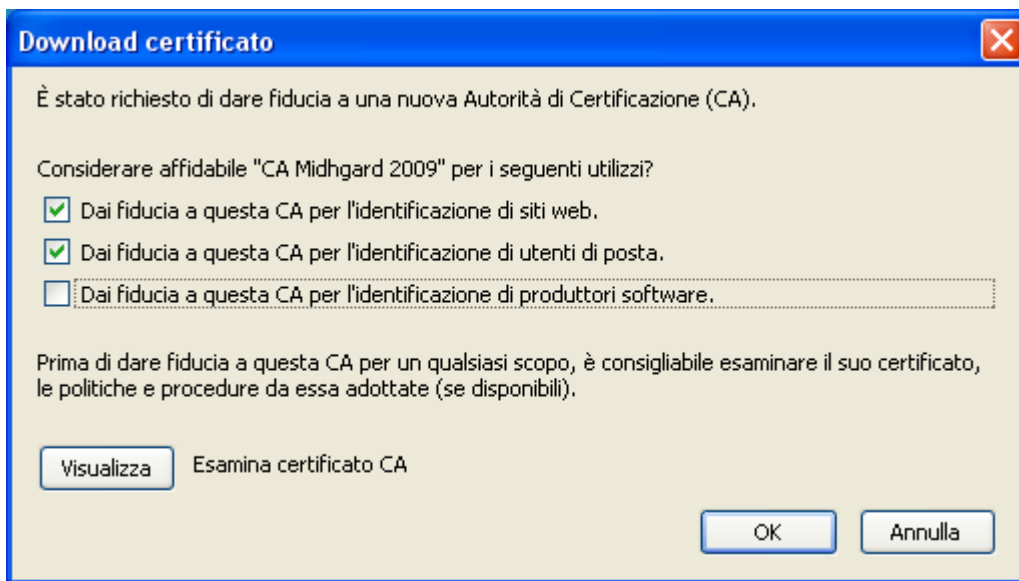 Download certificato
È stato richiesto di dare fiducia a una nuova Autorità di Certificazione (CA).
Considerare affidabile "CA Midhgard 2009" per i seguenti utilizzi?
Dai fiducia a questa CA per l'identificazione di siti web.
Dai fiducia a questa CA per l'identificazione di utenti di posta.
Dai fiducia a questa CA per l'identificazione di produttori software.
Prima di dare fiducia a questa CA per un qualsiasi scopo, è consigliabile esaminare il suo certificato,
le politiche e procedure da essa adottate (se disponibili).
Visualizza Esamina certificato CA
OK Annulla